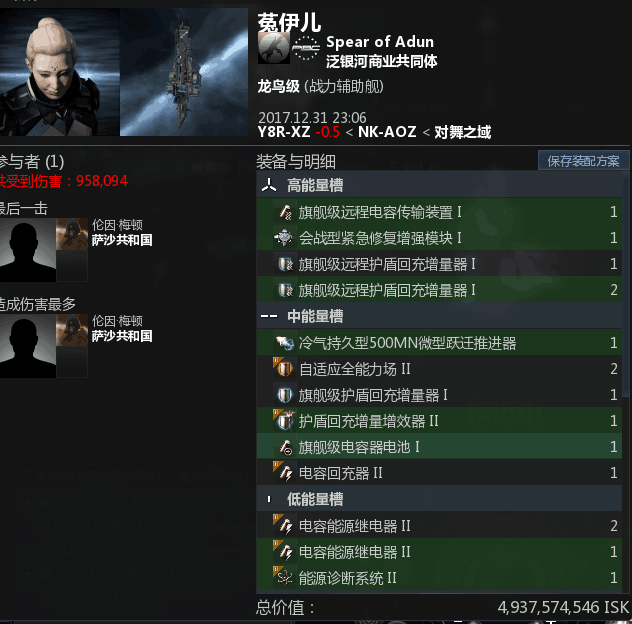 菀伊儿
Spear of Adun
泛银河商业共同体
龙鸟级 (战力辅助舰)
2017.12.31 23:06
Y8R-XZ -0.5 < NK-AOZ < 对舞之域
参与者 (1)
共受到伤害：958,094
最后一击
伦因·梅顿
萨沙共和国
造成伤害最多
伦因·梅顿
萨沙共和国
装备与明细
保存装配方案
高能量槽
旗舰级远程电容传输装置 I 1
会战型紧急修复增强模块 I 1
旗舰级远程护盾回充增量器 I 1
旗舰级远程护盾回充增量器 I 2
中能量槽
冷气持久型500MN微型跃迁推进器 1
自适应全能力场 II 2
旗舰级护盾回充增量器 I 1
护盾回充增量增效器 II 1
旗舰级电容器电池 I 1
电容回充器 II 1
低能量槽
电容能源继电器 II 2
电容能源继电器 II 1
能源诊断系统 II 1
总价值： 4,937,574,546 ISK